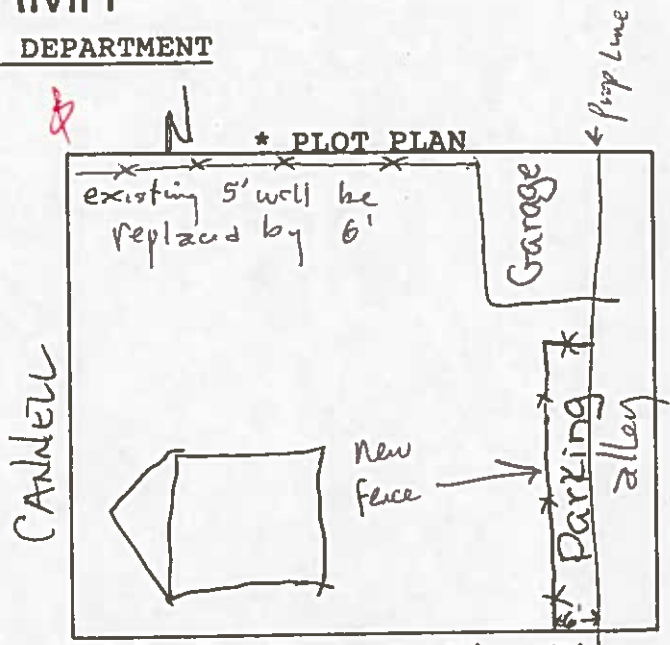 DEPARTMENT
Prop Line
N
* PLOT PLAN
existing 5' will be
replaced by 6'
Garage
CANNELL
New
fence
Parking
alley
6'